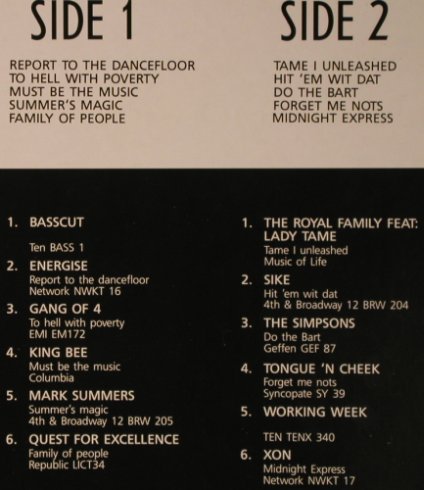 SIDE 1
REPORT TO THE DANCEFLOOR
TO HELL WITH POVERTY
MUST BE THE MUSIC
SUMMER'S MAGIC
FAMILY OF PEOPLE
SIDE 2
TAME I UNLEASHED
HIT 'EM WIT DAT
DO THE BART
FORGET ME NOTS
MIDNIGHT EXPRESS
1. BASSCUT
Ten BASS 1
2. ENERGISE
Report to the dancefloor
Network NWKT 16
3. GANG OF 4
To hell with poverty
EMI EM172
4. KING BEE
Must be the music
Columbia
5. MARK SUMMERS
Summer's magic
4th & Broadway 12 BRW 205
6. QUEST FOR EXCELLENCE
Family of people
Republic LICT34
1. THE ROYAL FAMILY FEAT:
LADY TAME
Tame I unleashed
Music of Life
2. SIKE
Hit 'em wit dat
4th & Broadway 12 BRW 204
3. THE SIMPSONS
Do the Bart
Geffen GEF 87
4. TONGUE 'N CHEEK
Forget me nots
Syncopate SY 39
5. WORKING WEEK
TEN TENX 340
6. XON
Midnight Express
Network NWKT 17